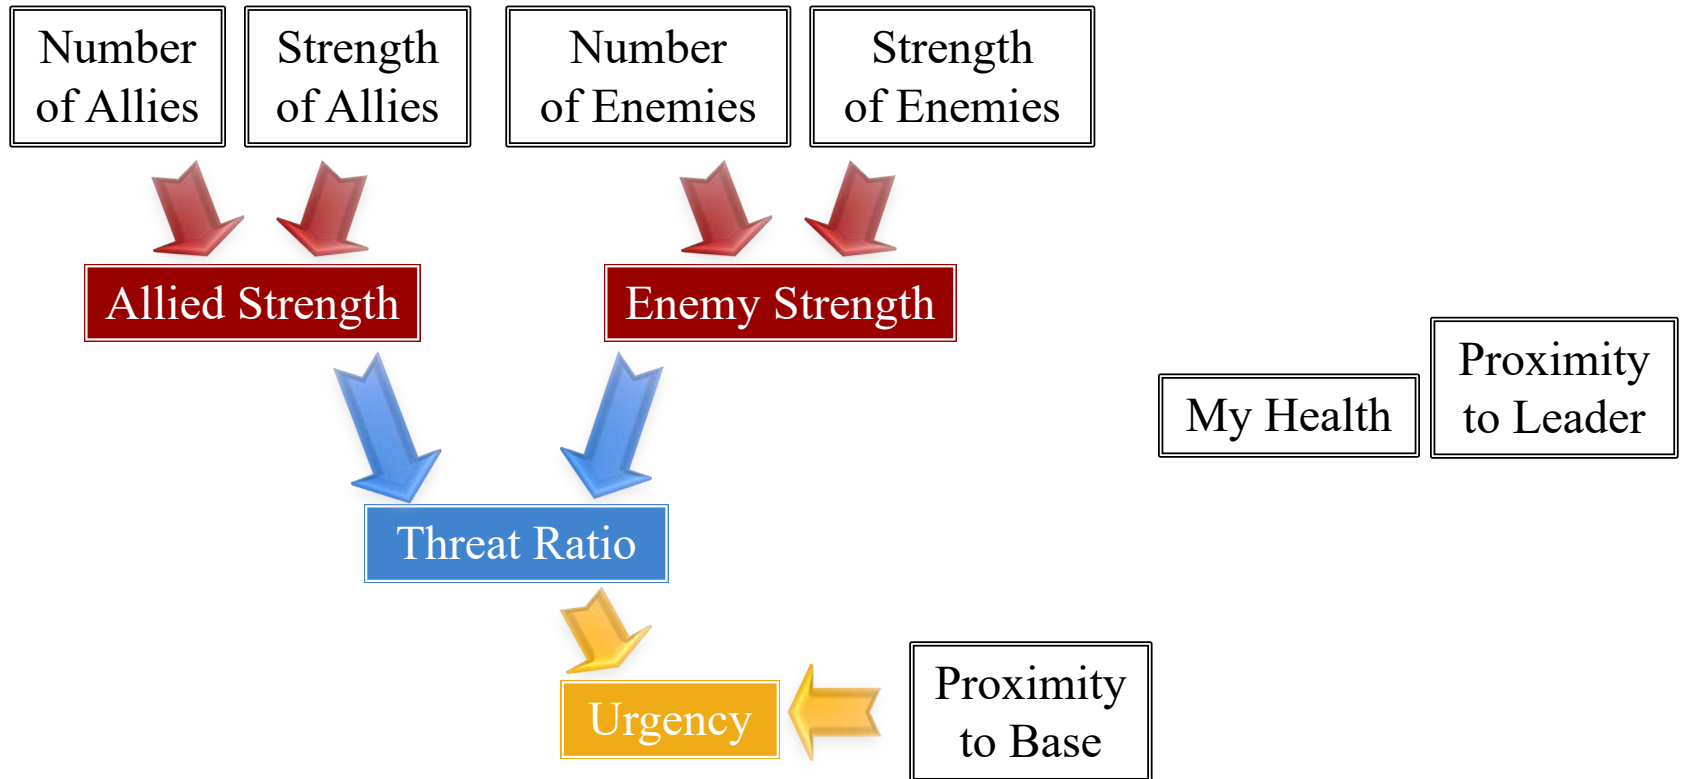 Number
of Allies
Strength
of Allies
Number
of Enemies
Strength
of Enemies
Allied Strength
Enemy Strength
My Health
Proximity
to Leader
Threat Ratio
Urgency
Proximity
to Base